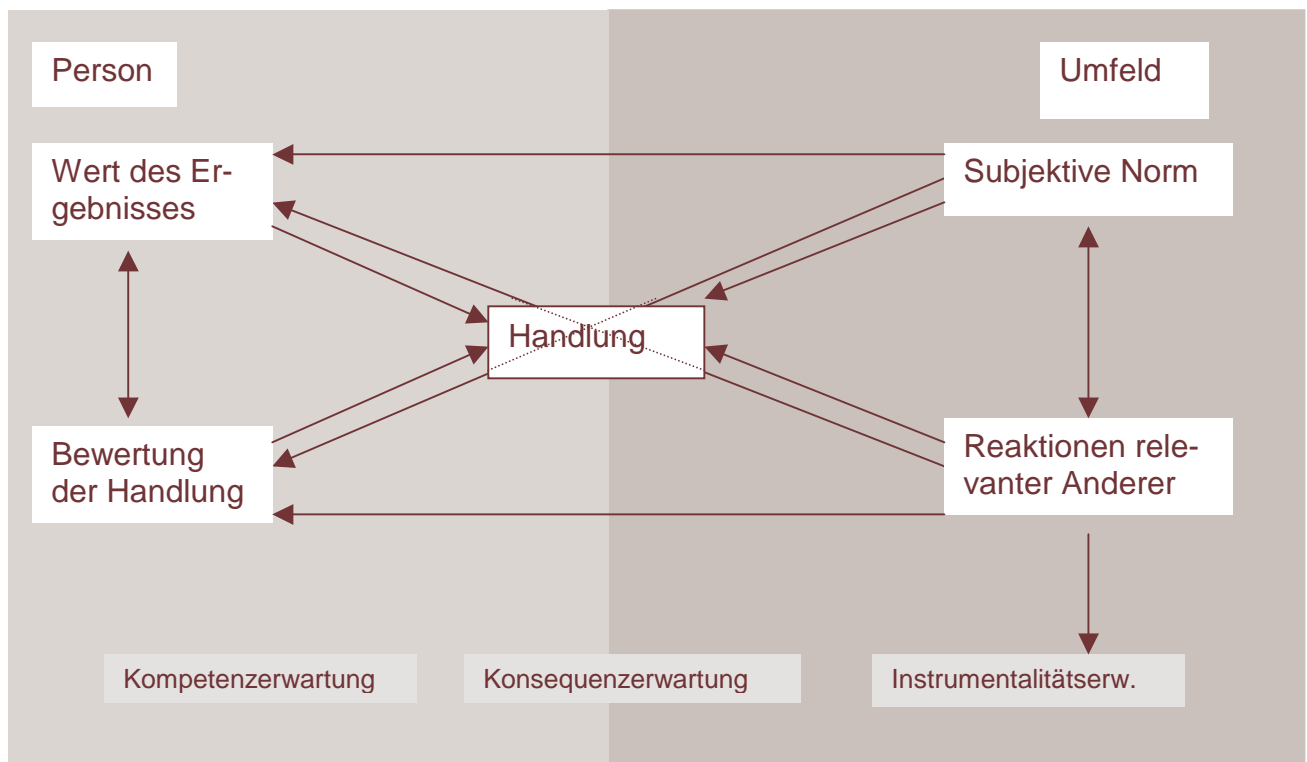 Person
Umfeld
Wert des Er-
gebnisses
Subjektive Norm
Handlung
Bewertung
der Handlung
Reaktionen rele-
vanter Anderer
Kompetenzerwartung
Konsequenzerwartung
Instrumentalitätserw.